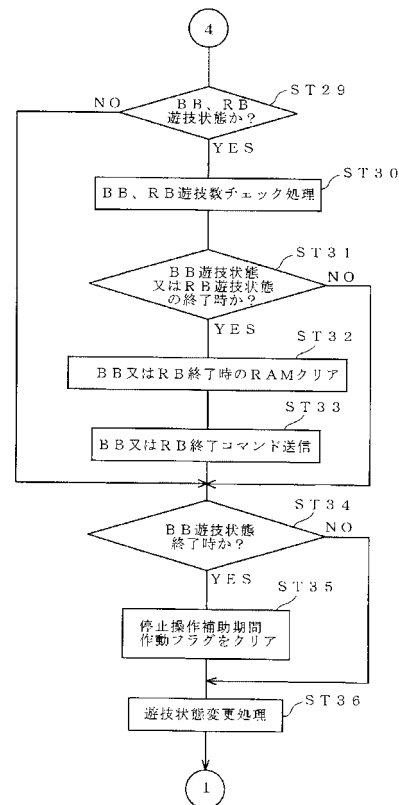 4
ST29
NO
BB、RB
遊技状態か?
YES
ST30
BB、RB遊技数チェック処理
ST31
BB遊技状態
又はRB遊技状態
の終了時か?
NO
YES
ST32
BB又はRB終了時のRAMクリア
ST33
BB又はRB終了コマンド送信
ST34
BB遊技状態
終了時か?
NO
YES
ST35
停止操作補助期間
作動フラグをクリア
ST36
遊技状態変更処理
1